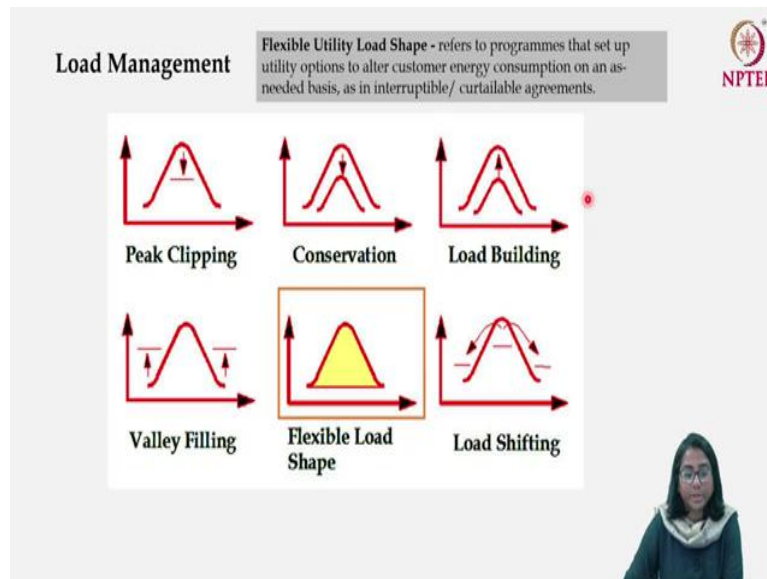 Load Management
Flexible Utility Load Shape - refers to programmes that set up
utility options to alter customer energy consumption on an as-
needed basis, as in interruptible/ curtailable agreements.
NPTEL
Peak Clipping
Conservation
Load Building
Valley Filling
Flexible Load
Shape
Load Shifting